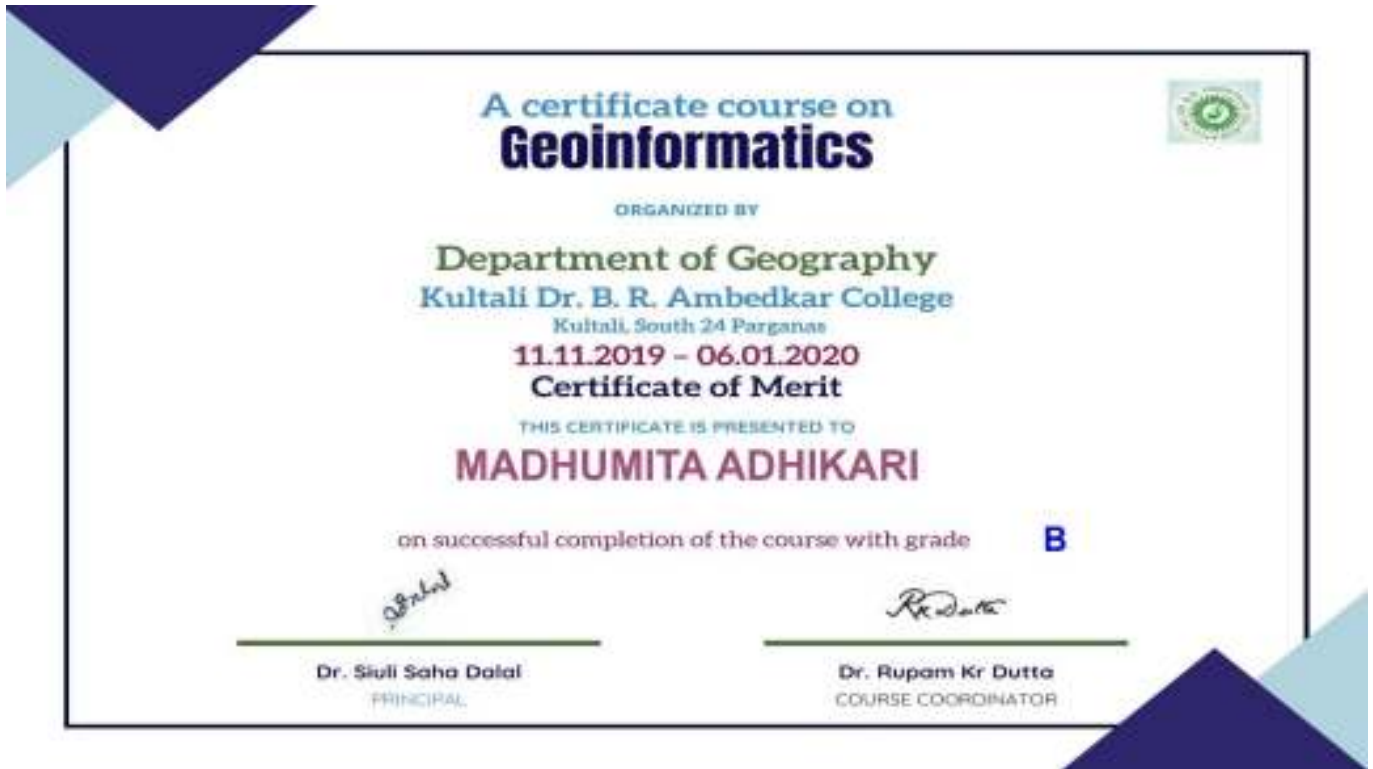 A certificate course on
Geoinformatics
ORGANIZED BY
Department of Geography
Kultali Dr. B. R. Ambedkar College
Kultali, South 24 Parganas
11.11.2019 – 06.01.2020
Certificate of Merit
THIS CERTIFICATE IS PRESENTED TO
MADHUMITA ADHIKARI
on successful completion of the course with grade B
Dr. Siuli Saha Dalal
PRINCIPAL
Dr. Rupam Kr Dutta
COURSE COORDINATOR